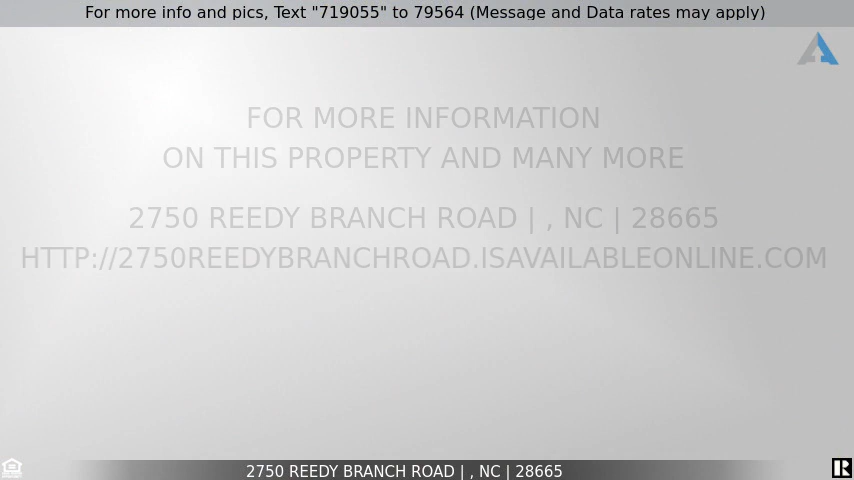 For more info and pics, Text "719055" to 79564 (Message and Data rates may apply)
FOR MORE INFORMATION
ON THIS PROPERTY AND MANY MORE
2750 REEDY BRANCH ROAD | , NC | 28665
HTTP://2750REEDYBRANCHROAD.ISAVAILABLEONLINE.COM
2750 REEDY BRANCH ROAD | , NC | 28665